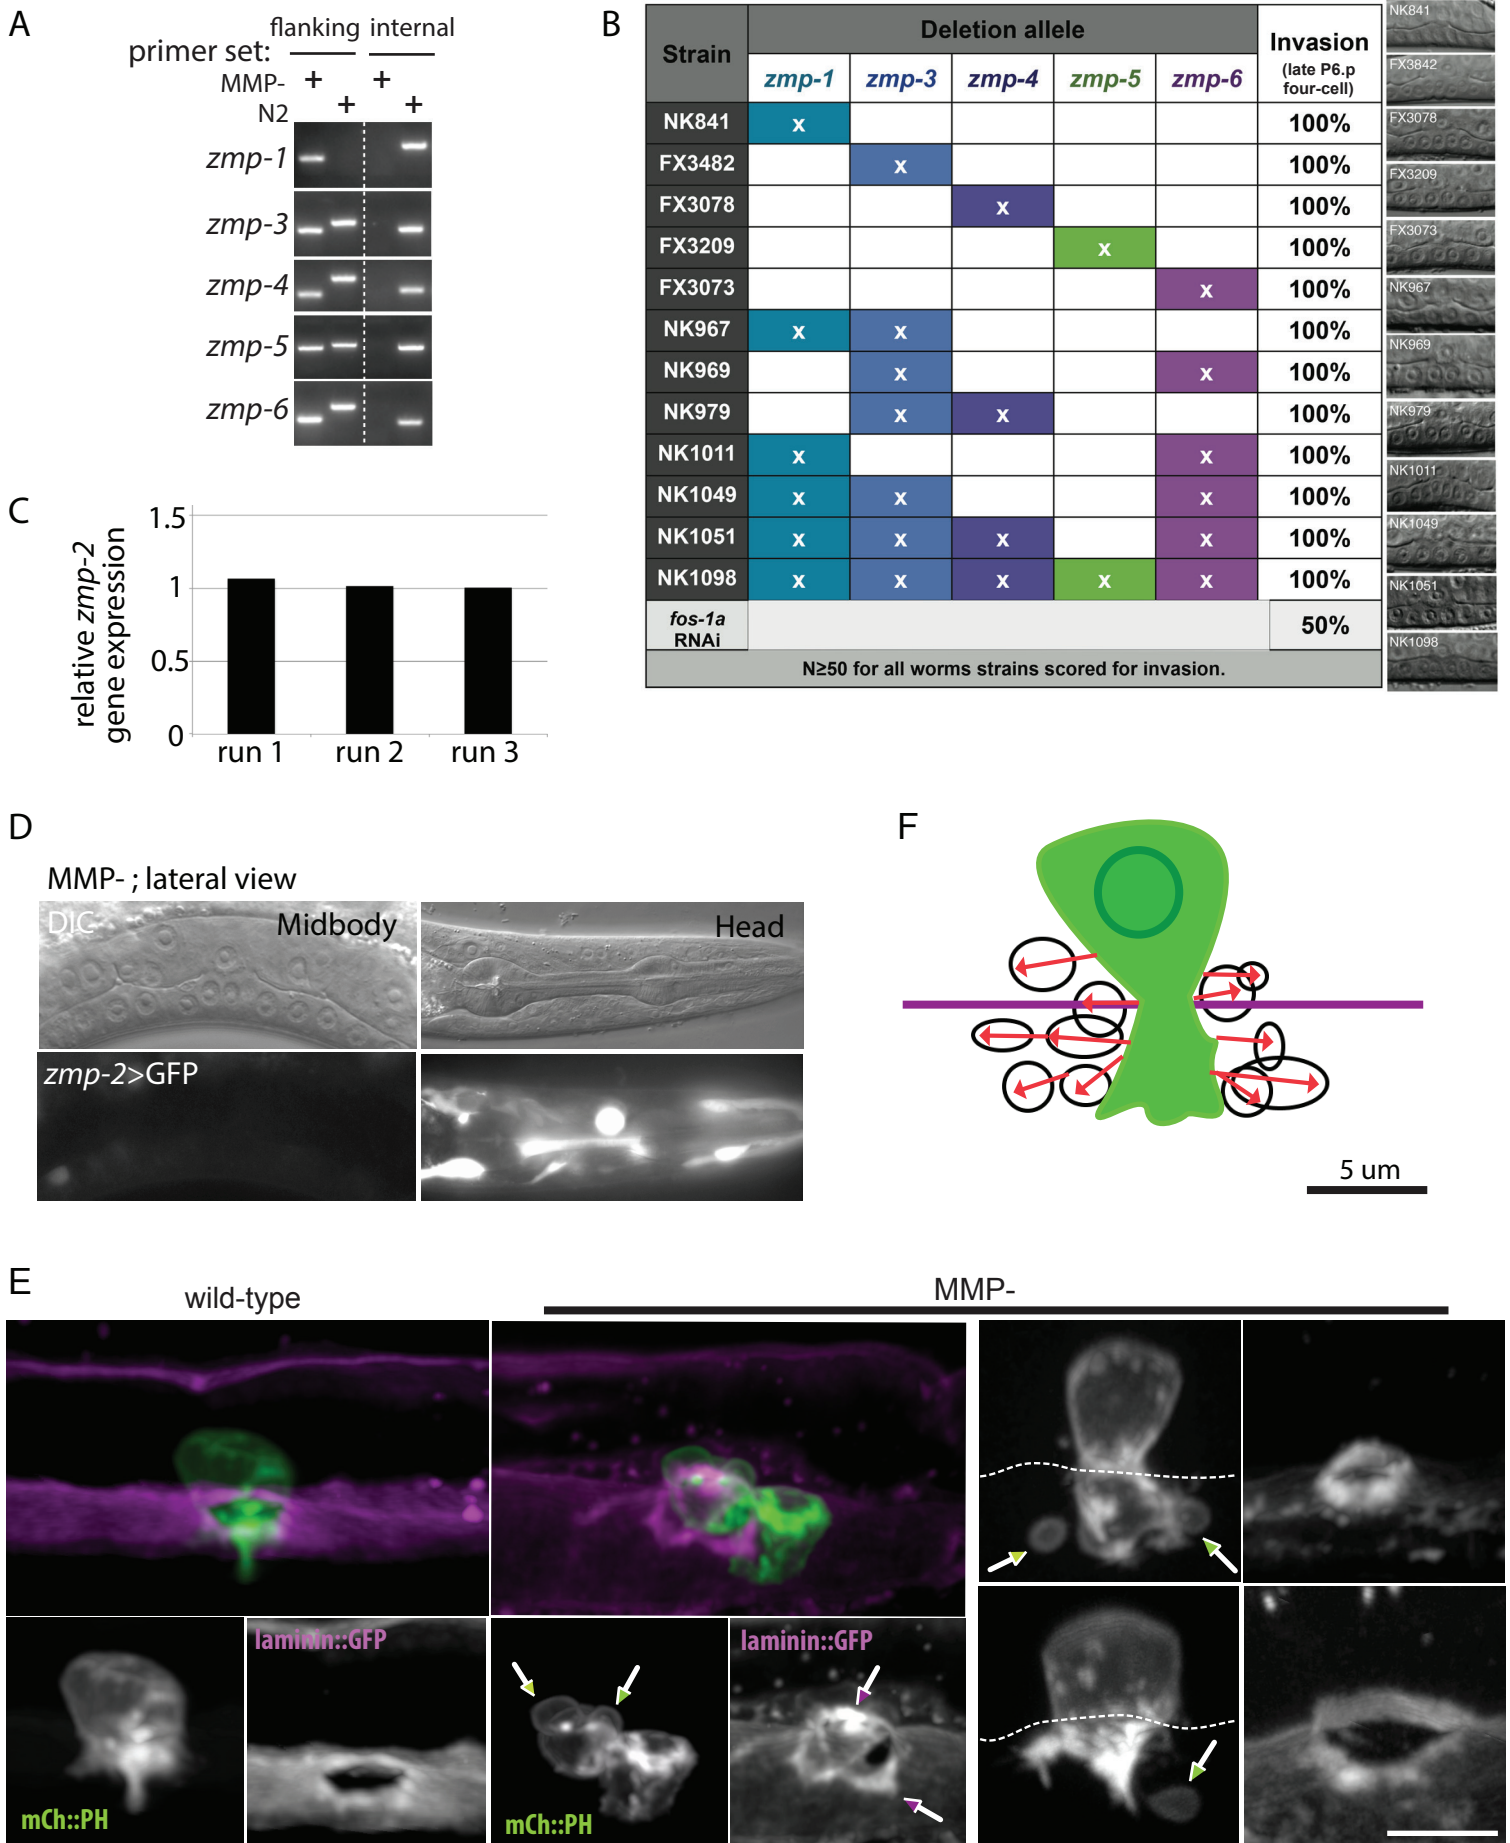 A
flanking internal
primer set:
MMP- + +
N2 + +
zmp-1
zmp-3
zmp-4
zmp-5
zmp-6
B
Strain Deletion allele Invasion
(late P6.p
four-cell)
zmp-1 zmp-3 zmp-4 zmp-5 zmp-6
NK841 x 100%
FX3482 x 100%
FX3078 x 100%
FX3209 x 100%
FX3073 x 100%
NK967 x x 100%
NK969 x x 100%
NK979 x x 100%
NK1011 x x 100%
NK1049 x x x 100%
NK1051 x x x x 100%
NK1098 x x x x x 100%
fos-1a
RNAi 50%
N≥50 for all worms strains scored for invasion.
NK841
FX3842
FX3078
FX3209
FX3073
NK967
NK969
NK979
NK1011
NK1049
NK1051
NK1098
C
relative zmp-2
gene expression
1.5
1
0.5
0
run 1 run 2 run 3
D
MMP- ; lateral view
DIC Midbody Head
zmp-2>GFP
F
5 um
E
wild-type MMP-
laminin::GFP laminin::GFP
mCh::PH mCh::PH